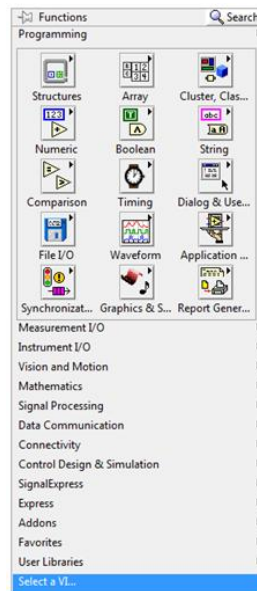 Functions Search
Programming
Structures Array Cluster, Clas...
123
abc
Numeric Boolean String
Comparison Timing Dialog & Use...
File I/O Waveform Application ...
Synchronizat... Graphics & S... Report Gener...
Measurement I/O
Instrument I/O
Vision and Motion
Mathematics
Signal Processing
Data Communication
Connectivity
Control Design & Simulation
SignalExpress
Express
Addons
Favorites
User Libraries
Select a VI...